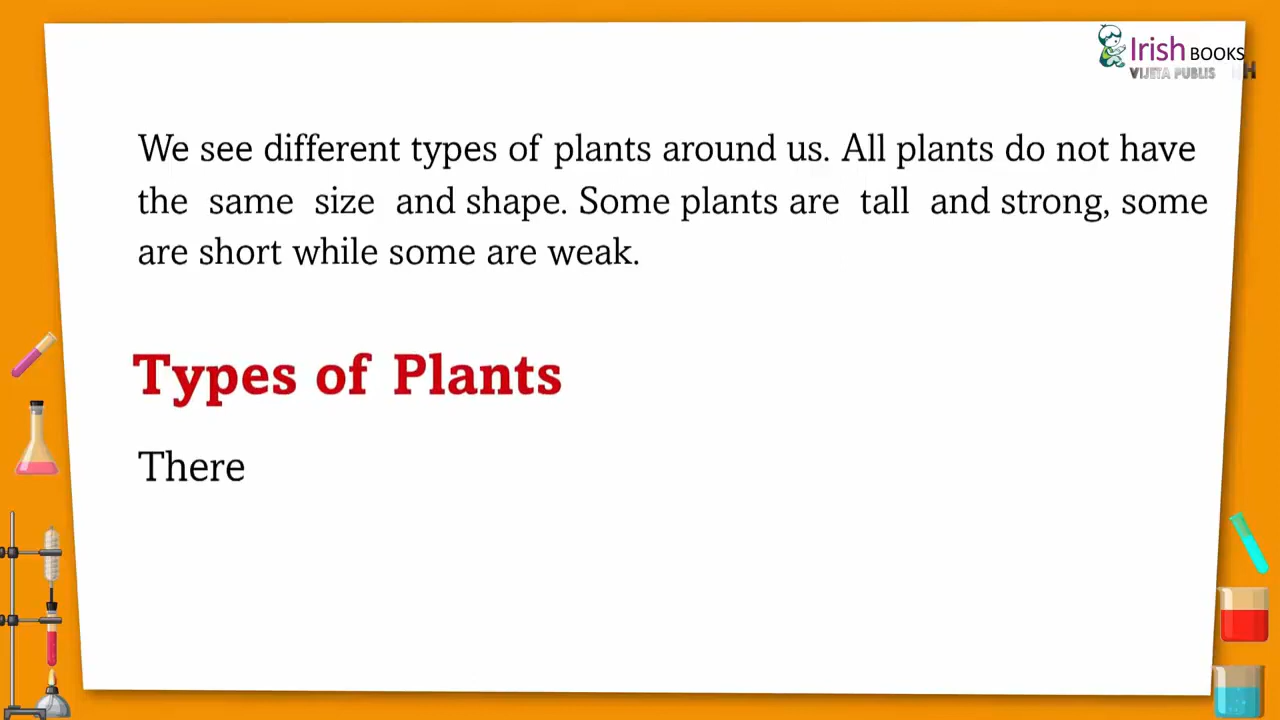 Irish BOOKS
VIJETA PUBLIS
We see different types of plants around us. All plants do not have
the same size and shape. Some plants are tall and strong, some
are short while some are weak.
Types of Plants
There